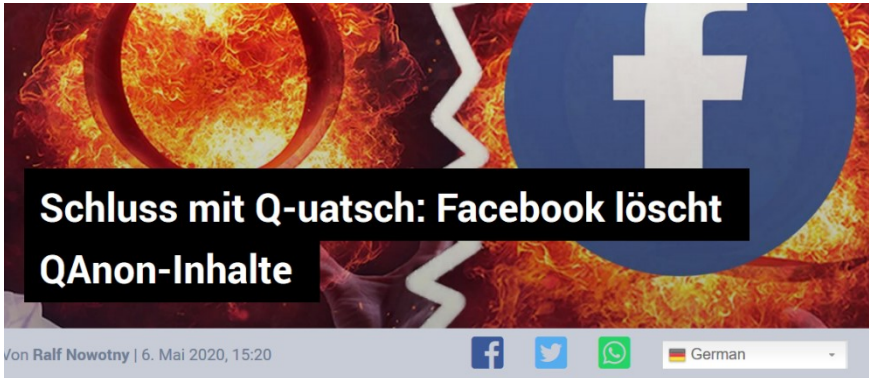 Schluss mit Q-uatsch: Facebook löscht
QAnon-Inhalte
Von Ralf Nowotny | 6. Mai 2020, 15:20
German